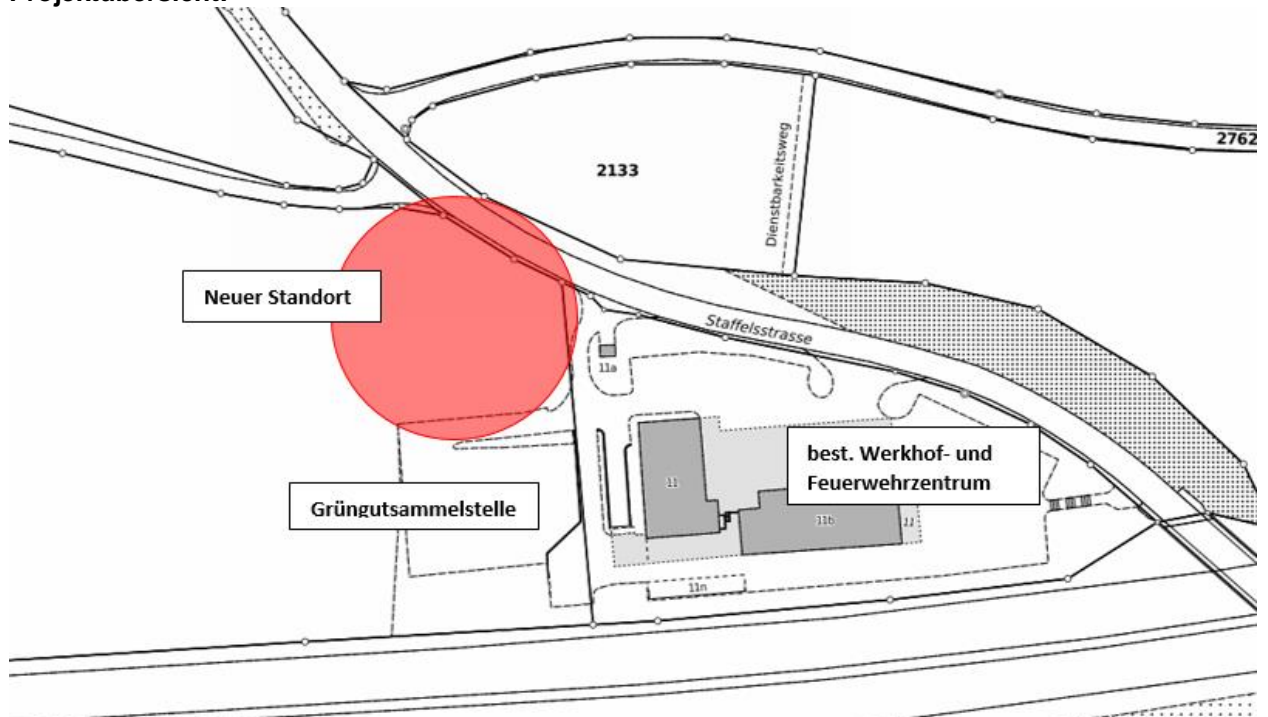 Projektübersicht:
2762
Dienstbarkeitsweg
2133
Neuer Standort
Staffelsstrasse
11a
best. Werkhof- und
Feuerwehrzentrum
11
Grüngutsammelstelle
11b
11
11n